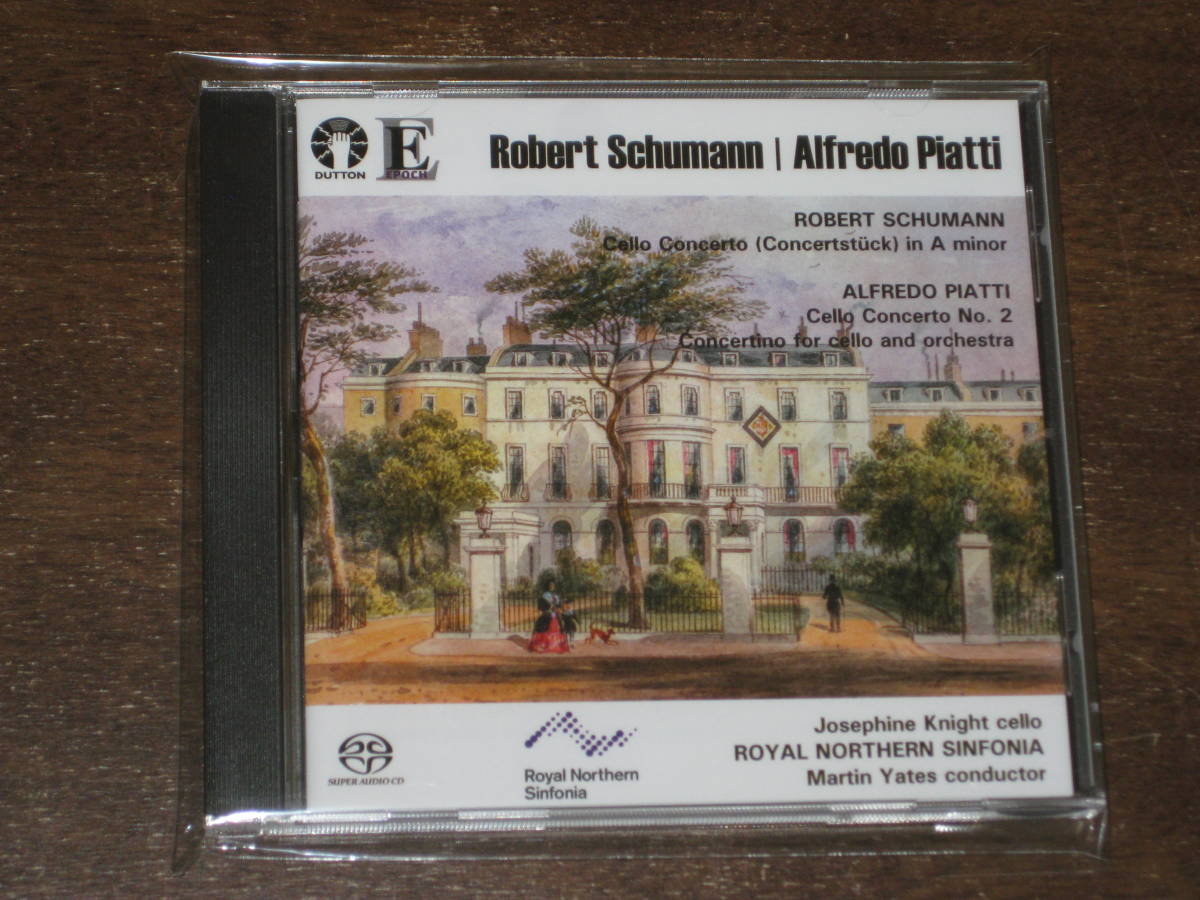 DUTTON
E
EPOCH
Robert Schumann | Alfredo Piatti
ROBERT SCHUMANN
Cello Concerto (Concertstück) in A minor
ALFREDO PIATTI
Cello Concerto No. 2
Concertino for cello and orchestra
SUPER AUDIO CD
Royal Northern
Sinfonia
Josephine Knight cello
ROYAL NORTHERN SINFONIA
Martin Yates conductor